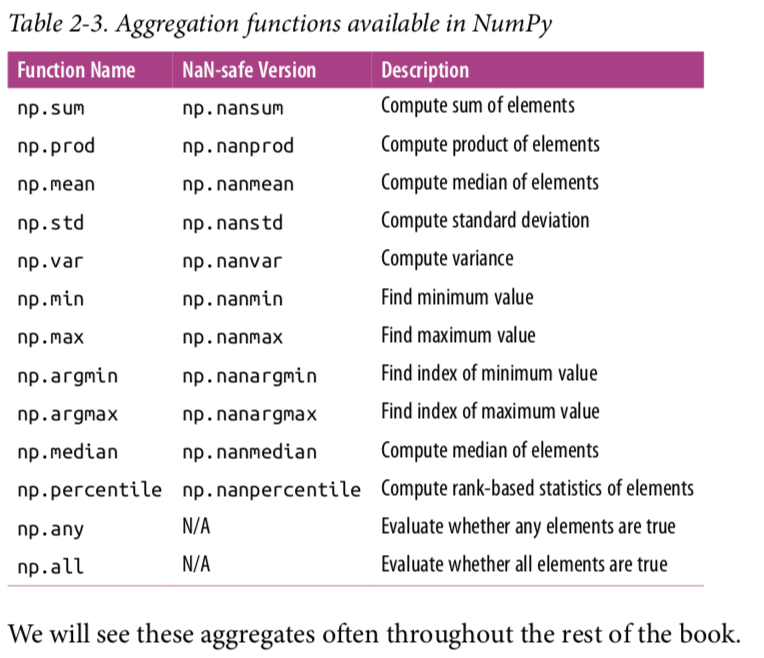 Table 2-3. Aggregation functions available in NumPy
Function Name NaN-safe Version Description
np.sum np.nansum Compute sum of elements
np.prod np.nanprod Compute product of elements
np.mean np.nanmean Compute median of elements
np.std np.nanstd Compute standard deviation
np.var np.nanvar Compute variance
np.min np.nanmin Find minimum value
np.max np.nanmax Find maximum value
np.argmin np.nanargmin Find index of minimum value
np.argmax np.nanargmax Find index of maximum value
np.median np.nanmedian Compute median of elements
np.percentile np.nanpercentile Compute rank-based statistics of elements
np.any N/A Evaluate whether any elements are true
np.all N/A Evaluate whether all elements are true
We will see these aggregates often throughout the rest of the book.